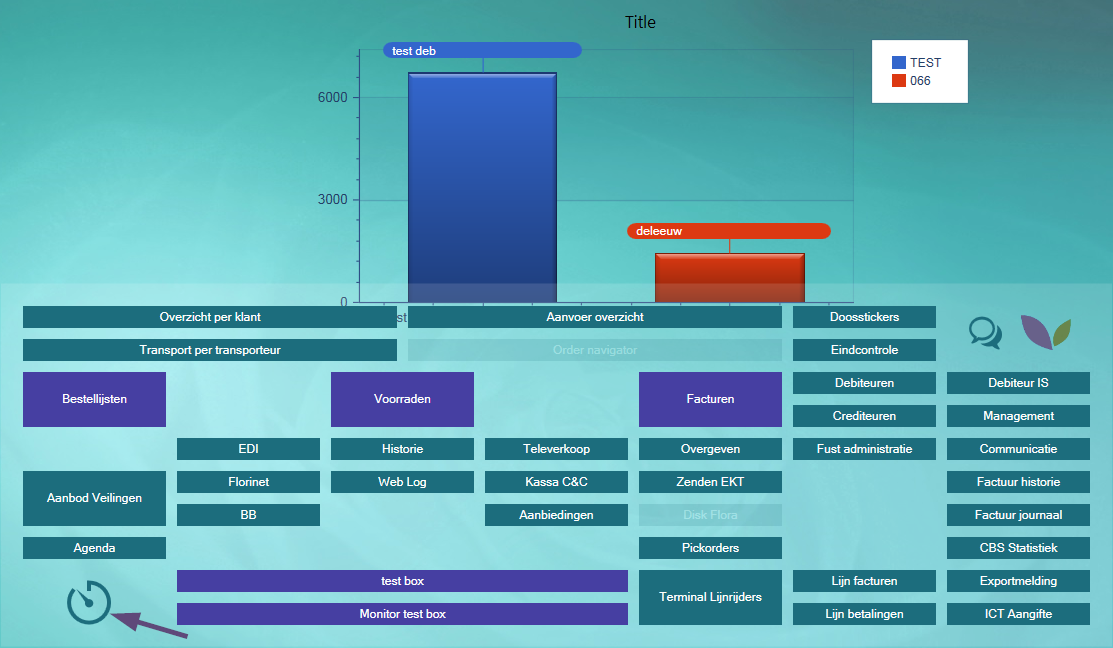 Title
test deb
TEST
066
6000
3000
deleeuw
0
st
Overzicht per klant
Aanvoer overzicht
Doosstickers
Transport per transporteur
Order navigator
Eindcontrole
Bestellijsten
Voorraden
Facturen
Debiteuren
Debiteur IS
Crediteuren
Management
EDI
Historie
Televerkoop
Overgeven
Fust administratie
Communicatie
Aanbod Veilingen
Florinet
Web Log
Kassa C&C
Zenden EKT
Factuur historie
BB
Aanbiedingen
Disk Flora
Factuur journaal
Agenda
Pickorders
CBS Statistiek
test box
Terminal Lijnrijders
Lijn facturen
Exportmelding
Monitor test box
Lijn betalingen
ICT Aangifte